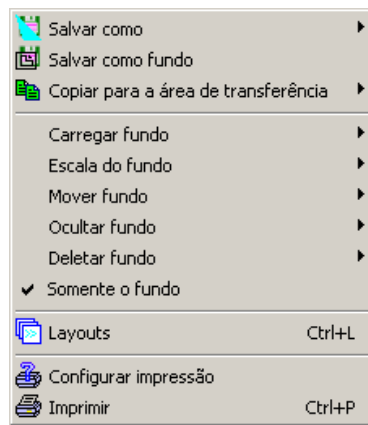 Salvar como
Salvar como fundo
Copiar para a área de transferência
Carregar fundo
Escala do fundo
Mover fundo
Ocultar fundo
Deletar fundo
Somente o fundo
Layouts Ctrl+L
Configurar impressão
Imprimir Ctrl+P